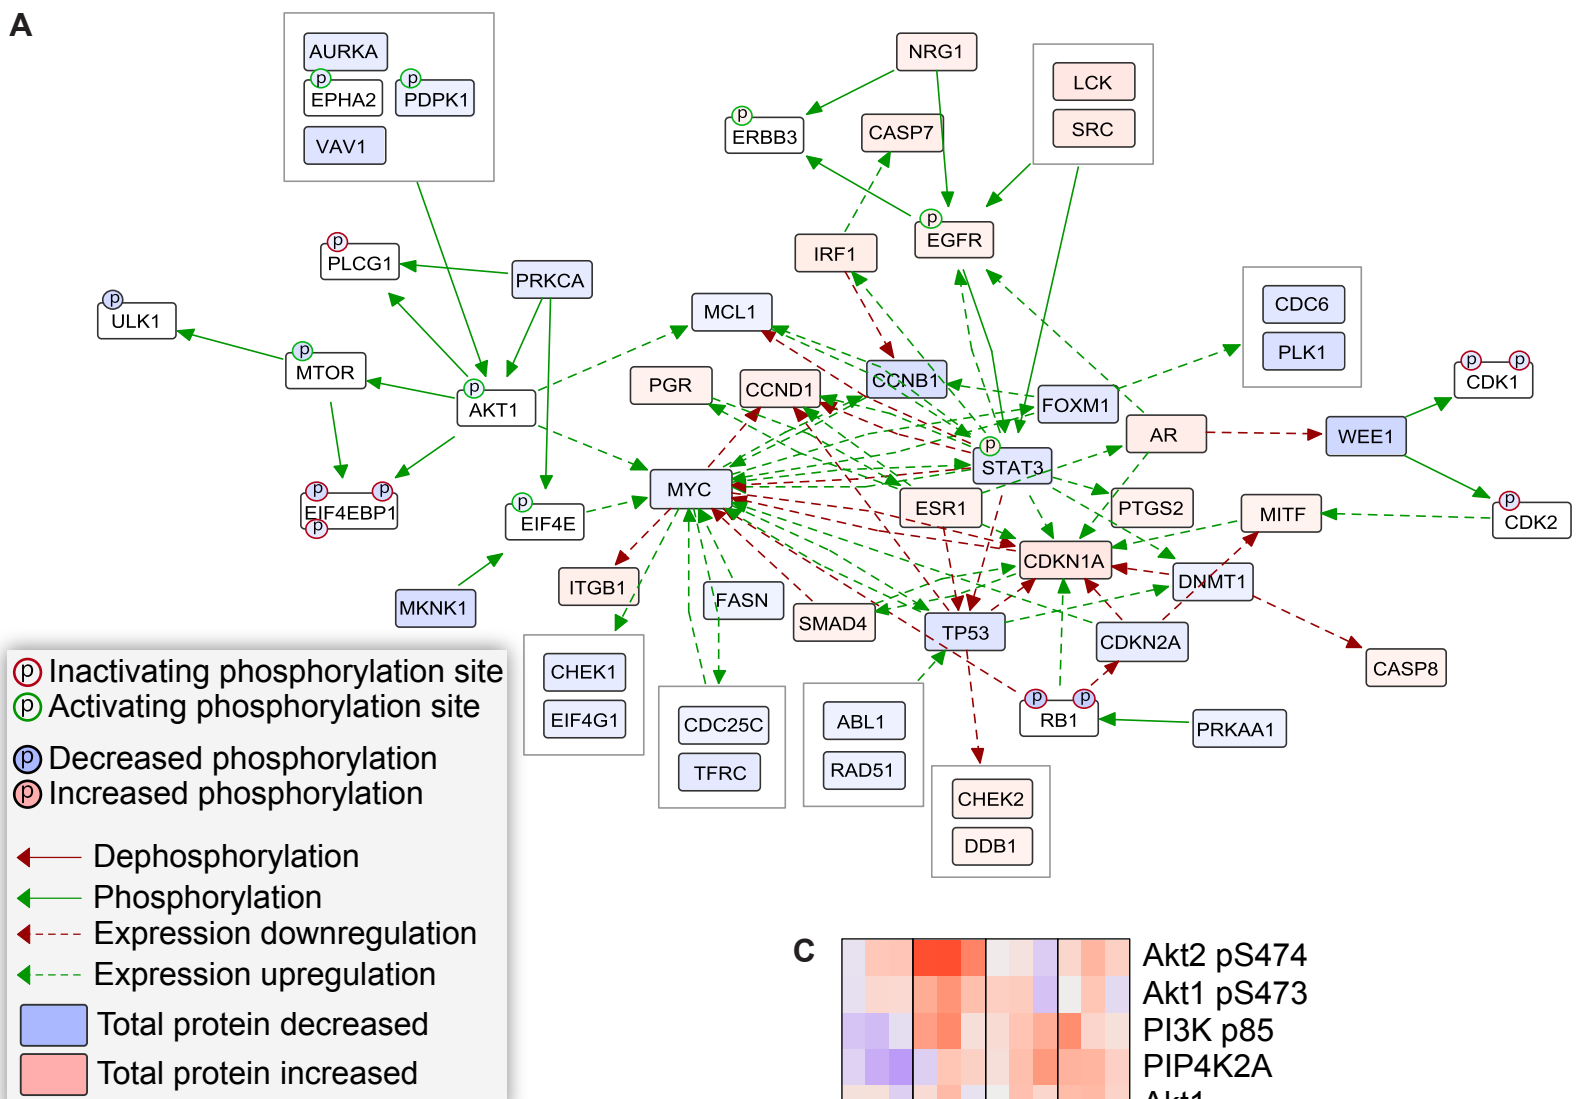 A
AURKA
p
p
EPHA2
PDPK1
VAV1
NRG1
LCK
SRC
p
ERBB3
CASP7
p
EGFR
IRF1
p
PLCG1
PRKCA
p
ULK1
MCL1
CDC6
PLK1
p
MTOR
p
AKT1
PGR
CCND1
CCNB1
FOXM1
p
p
CDK1
AR
WEE1
p
STAT3
MYC
p
p
EIF4EBP1
p
p
EIF4E
ESR1
PTGS2
MITF
p
CDK2
CDKN1A
DNMT1
ITGB1
FASN
MKNK1
SMAD4
TP53
CDKN2A
CASP8
CHEK1
EIF4G1
CDC25C
TFRC
ABL1
RAD51
p
p
RB1
PRKAA1
CHEK2
DDB1
p Inactivating phosphorylation site
p Activating phosphorylation site
p Decreased phosphorylation
p Increased phosphorylation
Dephosphorylation
Phosphorylation
Expression downregulation
Expression upregulation
Total protein decreased
Total protein increased
C
Akt2 pS474
Akt1 pS473
PI3K p85
PIP4K2A
Akt1